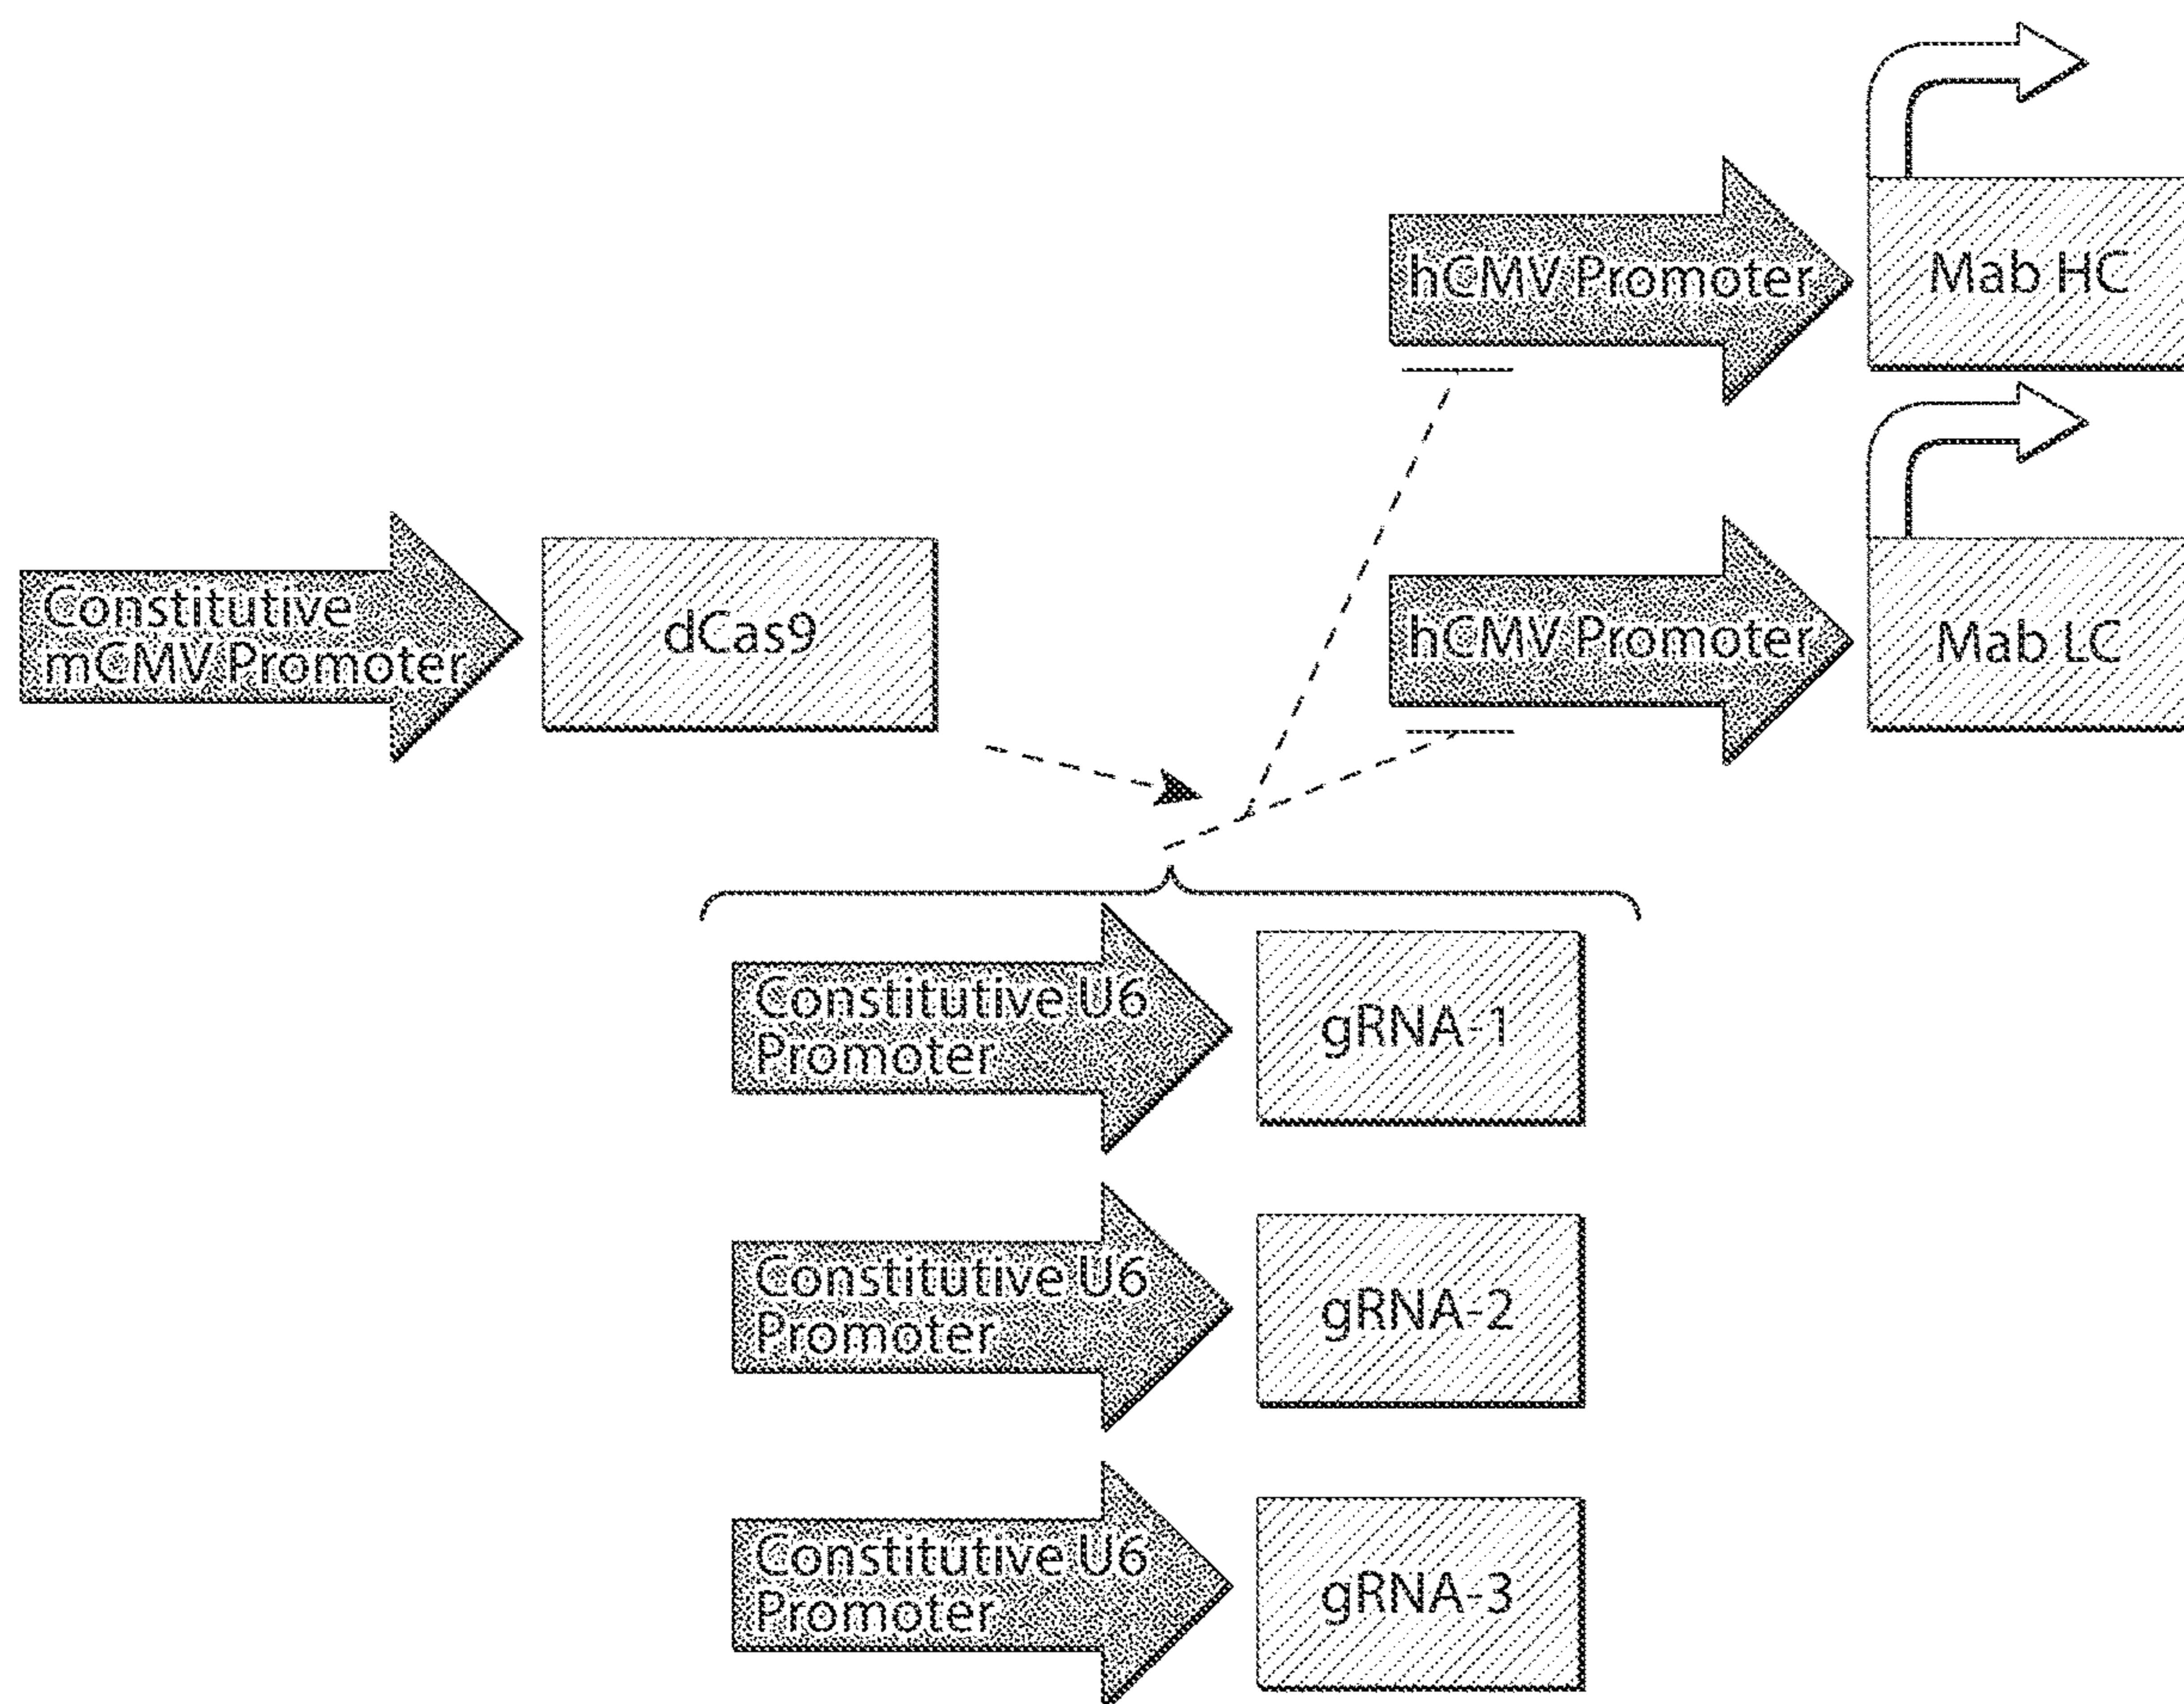 hCMV Promoter
Mab HC
Constitutive
mCMV Promoter
dCas9
hCMV Promoter
Mab LC
Constitutive U6
Promoter
gRNA-1
Constitutive U6
Promoter
gRNA-2
Constitutive U6
Promoter
gRNA-3